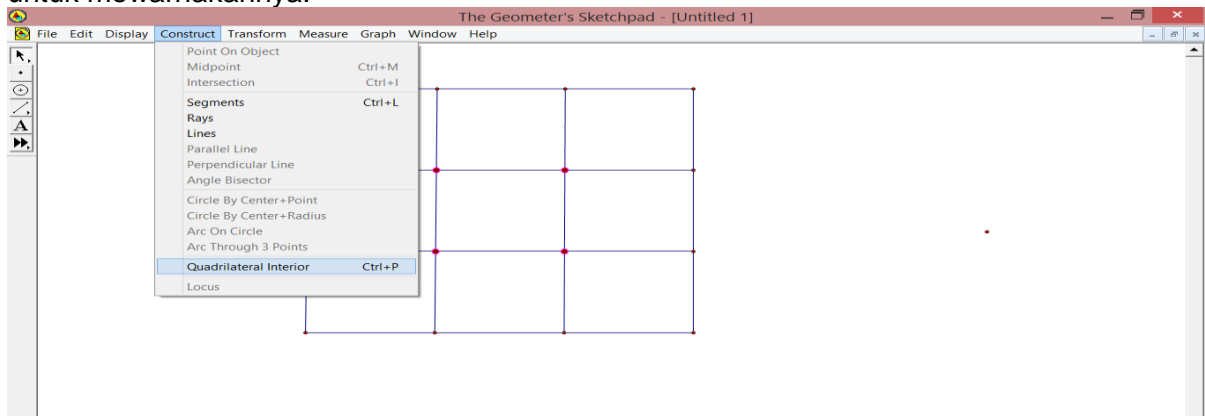 untuk mewarnakannya.
The Geometer's Sketchpad - [Untitled 1]
File Edit Display Construct Transform Measure Graph Window Help
Point On Object
Midpoint Ctrl+M
Intersection Ctrl+I
Segments Ctrl+L
Rays
Lines
Parallel Line
Perpendicular Line
Angle Bisector
Circle By Center+Point
Circle By Center+Radius
Arc On Circle
Arc Through 3 Points
Quadrilateral Interior Ctrl+P
Locus
A